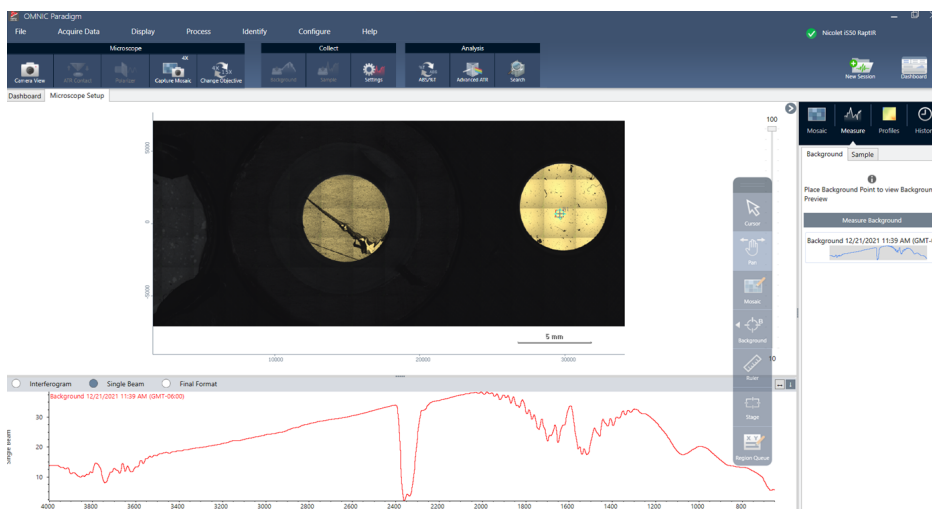 OMNIC Paradigm
File Acquire Data Display Process Identify Configure Help
Nicolet iS50 RaptIR
Microscope Collect Analysis
4X
4X 15X
Camera View ATR Contact Polarizer Capture Mosaic Change Objective Background Sample Settings ABS/%T Advanced ATR Search New Session Dashboard
Dashboard Microscope Setup
100
Mosaic Measure Profiles Histor
Background Sample
Place Background Point to view Background
Preview
Measure Background
Background 12/21/2021 11:39 AM (GMT-
5000
0
-5000
5 mm
10000 20000 30000
Cursor
Pan
Mosaic
B
Background
10
Ruler
Stage
X Y
Region Queue
Interferogram Single Beam Final Format
Background 12/21/2021 11:39 AM (GMT-06:00)
Single Beam
30
20
10
4000 3800 3600 3400 3200 3000 2800 2600 2400 2200 2000 1800 1600 1400 1200 1000 800